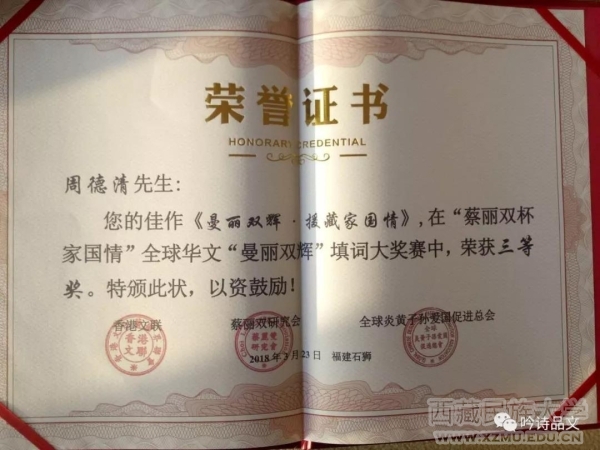 荣誉证书
HONORARY CREDENTIAL
周德清先生:
您的佳作《曼丽双辉·援藏家国情》,在“蔡丽双杯
家国情”全球华文“曼丽双辉”填词大奖赛中,荣获三等
奖。特颁此状,以资鼓励!
香港文联 蔡丽双研究会 全球炎黄子孙爱国促进总会
2018年3月23日 福建石狮
西藏民族大学
WWW.XZMU.EDU.CN
吟诗品文